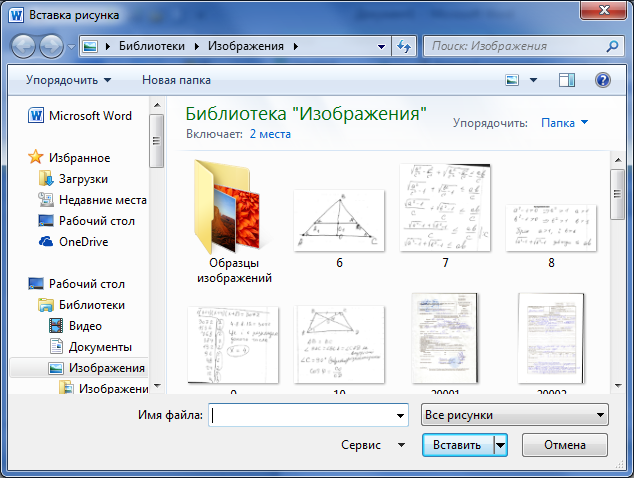 Вставка рисунка
Библиотеки Изображения
Поиск: Изображения
Упорядочить Новая папка
Microsoft Word
Избранное
Загрузки
Недавние места
Рабочий стол
OneDrive
Рабочий стол
Библиотеки
Видео
Документы
Изображения
Изображени
Библиотека "Изображения"
Включает: 2 места
Упорядочить: Папка
Образцы изображений
6
7
8
9
10
20001
20002
Имя файла:
Все рисунки
Сервис
Вставить
Отмена